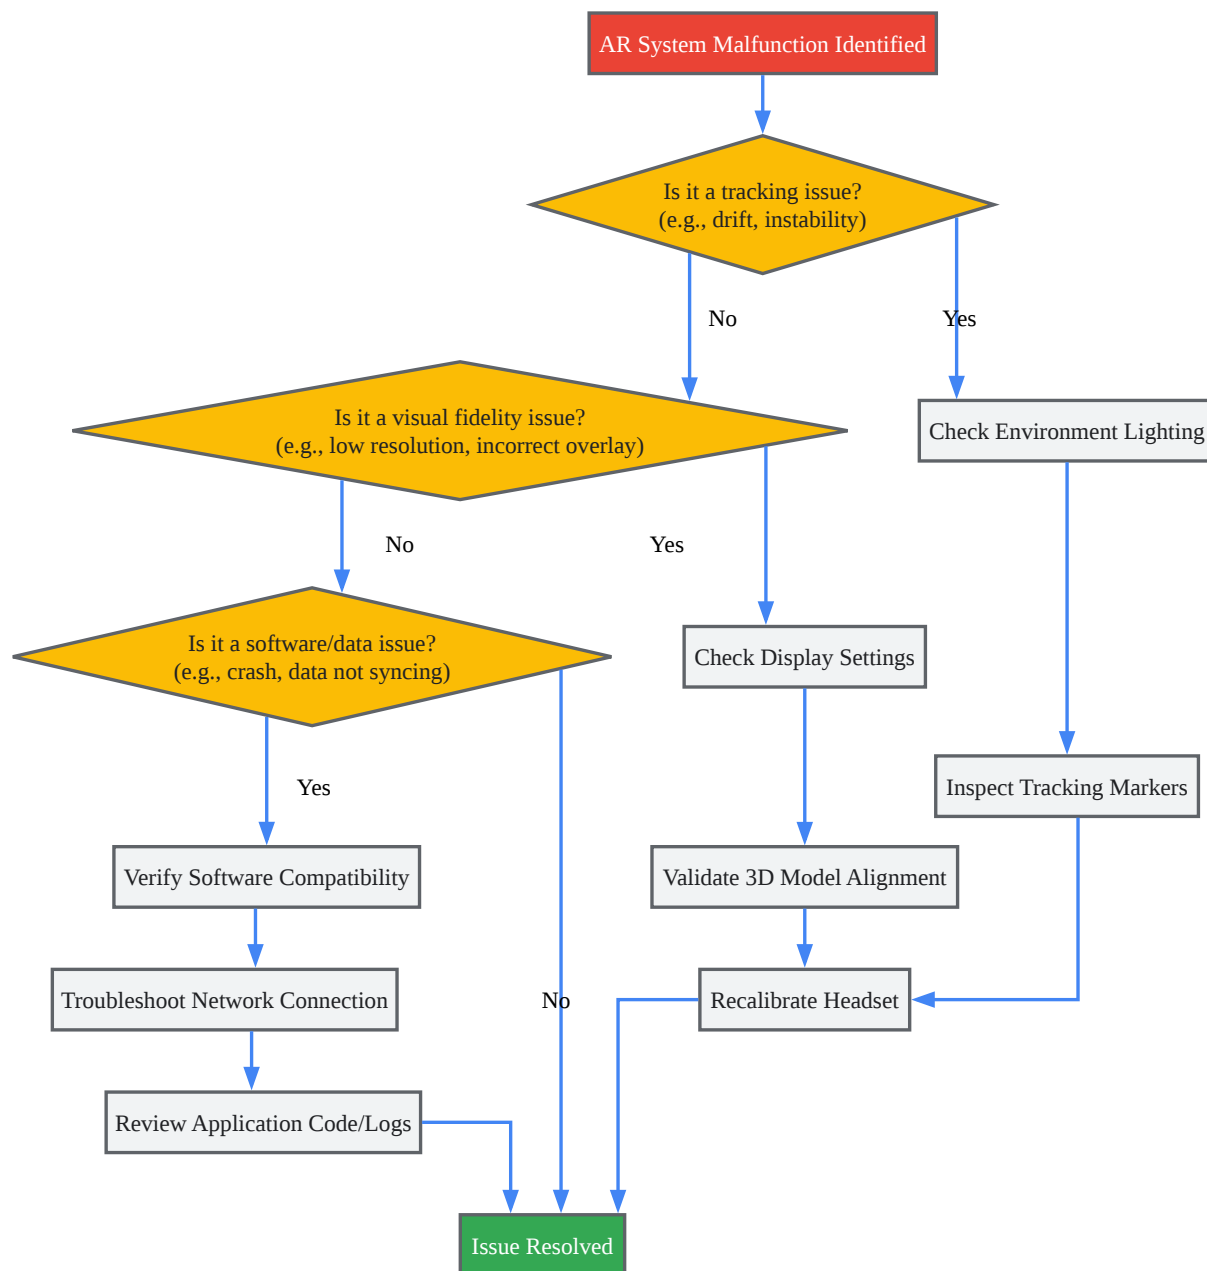 AR System Malfunction Identified
Is it a tracking issue?
(e.g., drift, instability)
No
Yes
Is it a visual fidelity issue?
(e.g., low resolution, incorrect overlay)
Check Environment Lighting
No
Yes
Is it a software/data issue?
(e.g., crash, data not syncing)
Check Display Settings
Yes
Inspect Tracking Markers
Verify Software Compatibility
Validate 3D Model Alignment
Troubleshoot Network Connection
No
Recalibrate Headset
Review Application Code/Logs
Issue Resolved